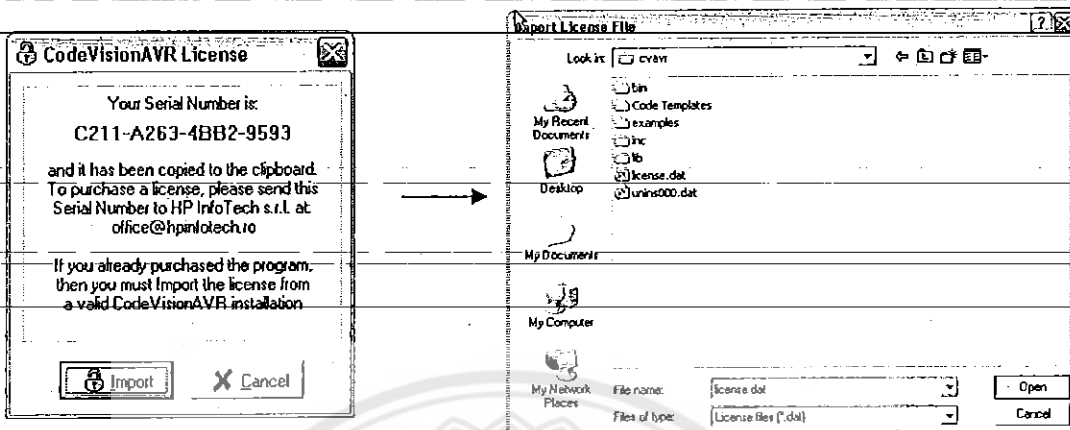 CodeVisionAVR License
Your Serial Number is:
C211-A263-4BB2-9593
and it has been copied to the clipboard.
To purchase a license, please send this
Serial Number to HP InfoTech s.r.l. at:
office@hpinfotech.ro
If you already purchased the program,
then you must Import the license from
a valid CodeVisionAVR installation
Import
Cancel
Import License File
Look in:
cvavr
bin
Code Templates
examples
inc
lib
license.dat
unins000.dat
My Recent
Documents
Desktop
My Documents
My Computer
My Network
Places
File name:
license.dat
Open
Files of type:
License files (*.dat)
Cancel